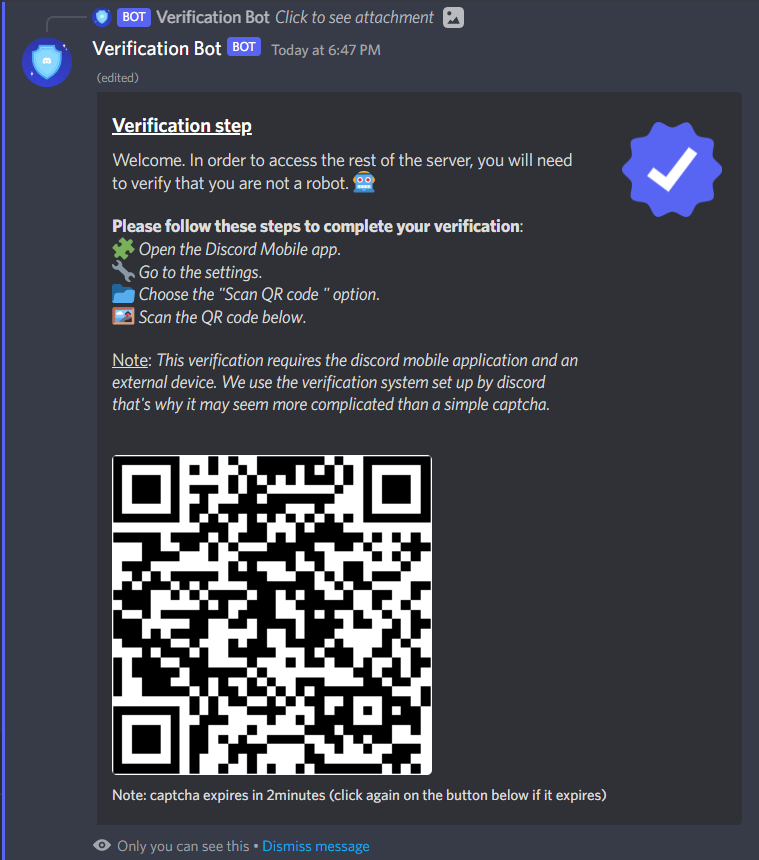 BOT Verification Bot Click to see attachment
Verification Bot BOT Today at 6:47 PM
(edited)
Verification step
Welcome. In order to access the rest of the server, you will need
to verify that you are not a robot.
Please follow these steps to complete your verification:
Open the Discord Mobile app.
Go to the settings.
Choose the "Scan QR code " option.
Scan the QR code below.
Note: This verification requires the discord mobile application and an
external device. We use the verification system set up by discord
that's why it may seem more complicated than a simple captcha.
Note: captcha expires in 2minutes (click again on the button below if it expires)
Only you can see this • Dismiss message